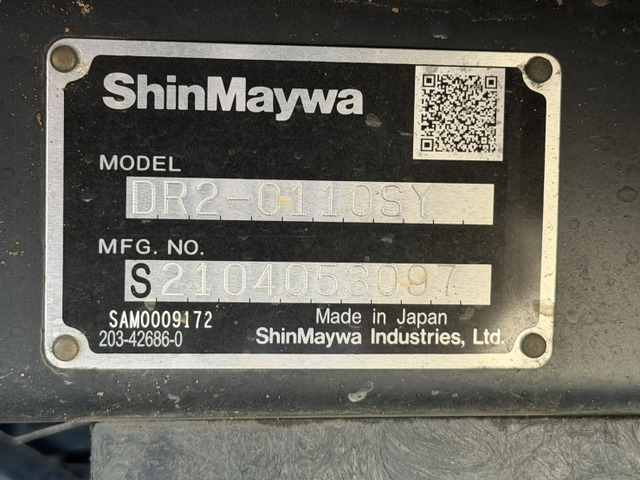 ShinMaywa
MODEL
DR2-0110SY
MFG. NO.
S2104053097
SAM0009172
Made in Japan
203-42686-0
ShinMaywa Industries, Ltd.